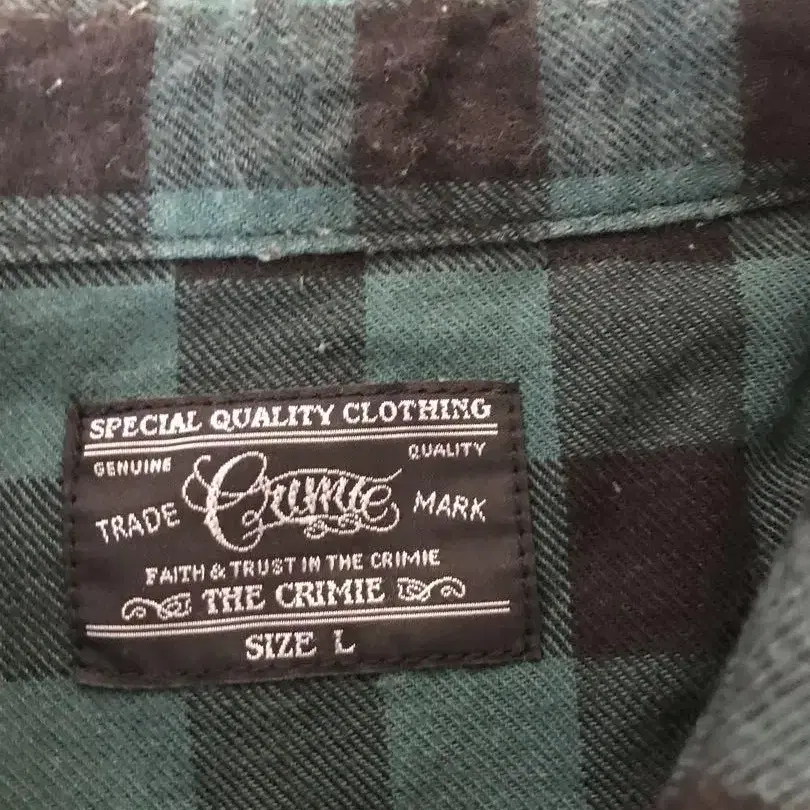 SPECIAL QUALITY CLOTHING
GENUINE QUALITY
TRADE Crimie MARK
FAITH & TRUST IN THE CRIMIE
THE CRIMIE
SIZE L